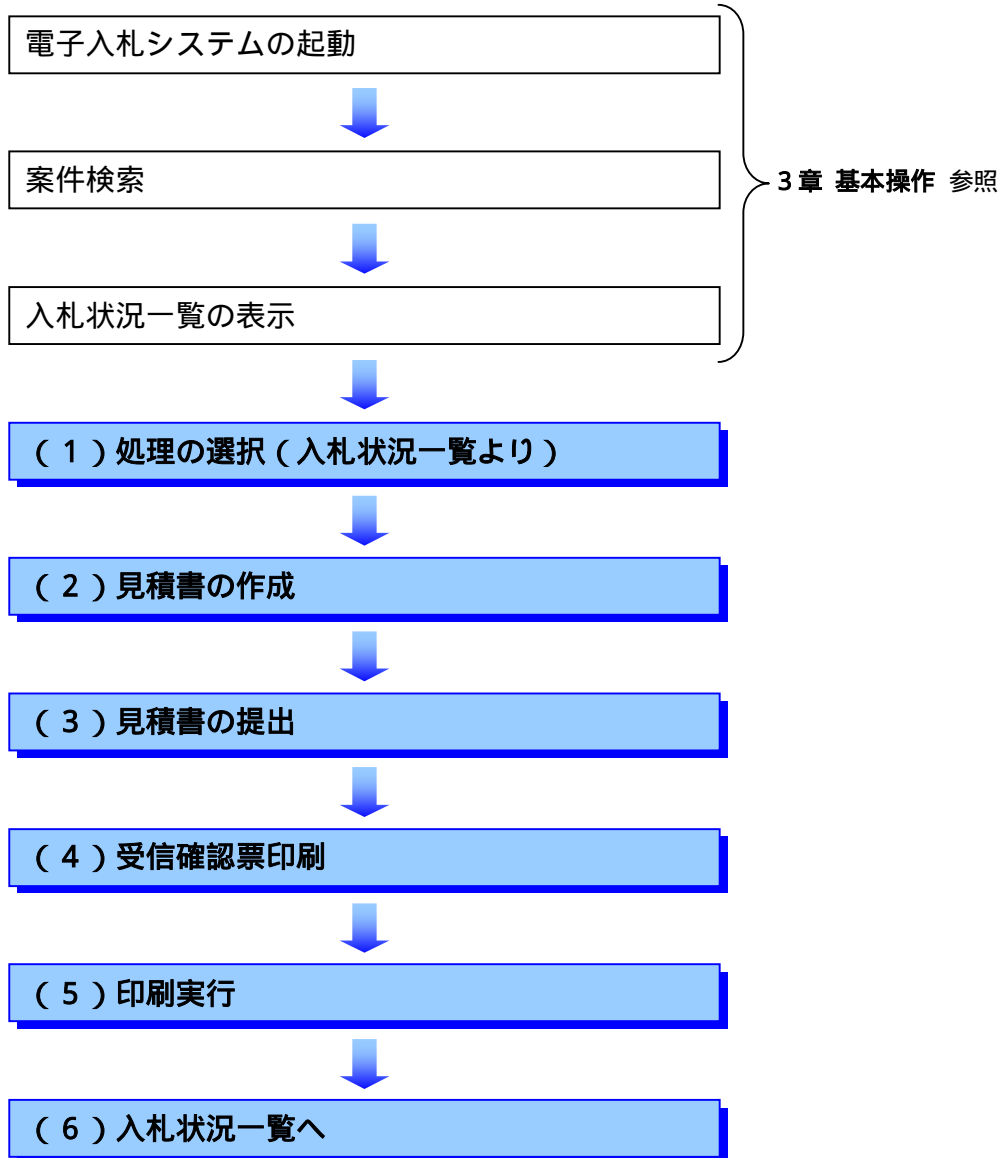 電子入札システムの起動
案件検索
3章 基本操作 参照
入札状況一覧の表示
(1)処理の選択(入札状況一覧より)
(2)見積書の作成
(3)見積書の提出
(4)受信確認票印刷
(5)印刷実行
(6)入札状況一覧へ